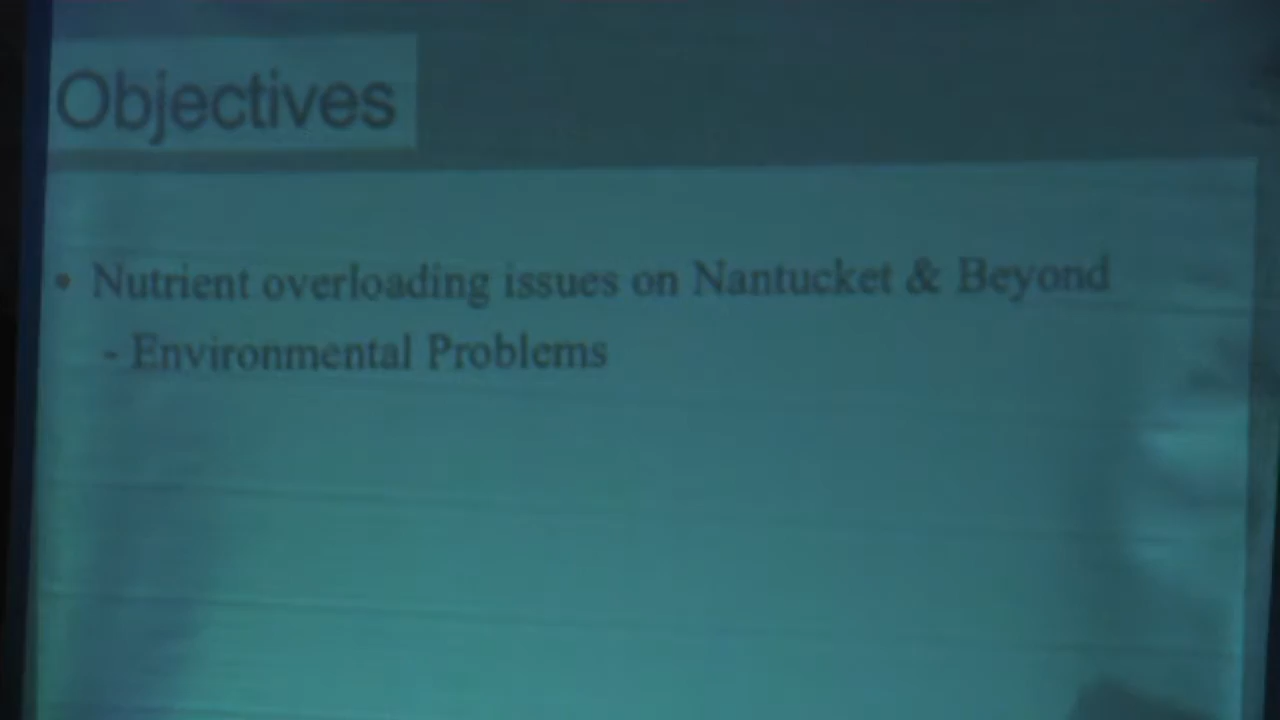 Objectives
• Nutrient overloading issues on Nantucket & Beyond
- Environmental Problems